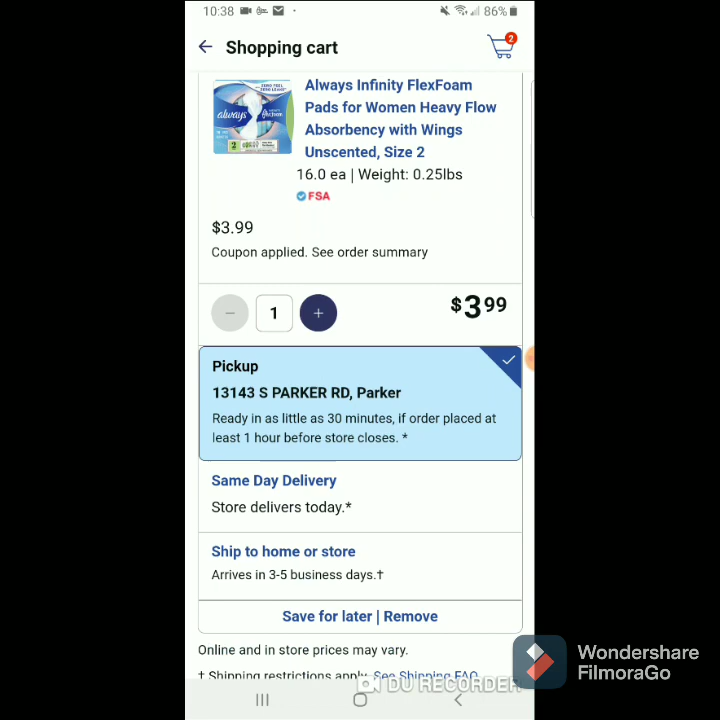 10:38 86%
Shopping cart
2
Always Infinity FlexFoam
Pads for Women Heavy Flow
Absorbency with Wings
Unscented, Size 2
always
2
16.0 ea | Weight: 0.25lbs
FSA
$3.99
Coupon applied. See order summary
− 1 +
$3 99
Pickup
13143 S PARKER RD, Parker
Ready in as little as 30 minutes, if order placed at
least 1 hour before store closes. *
Same Day Delivery
Store delivers today.*
Ship to home or store
Arrives in 3-5 business days.†
Save for later | Remove
Online and in store prices may vary.
† Shipping restrictions apply. See Shipping FAQ
DU RECORDER
Wondershare
FilmoraGo